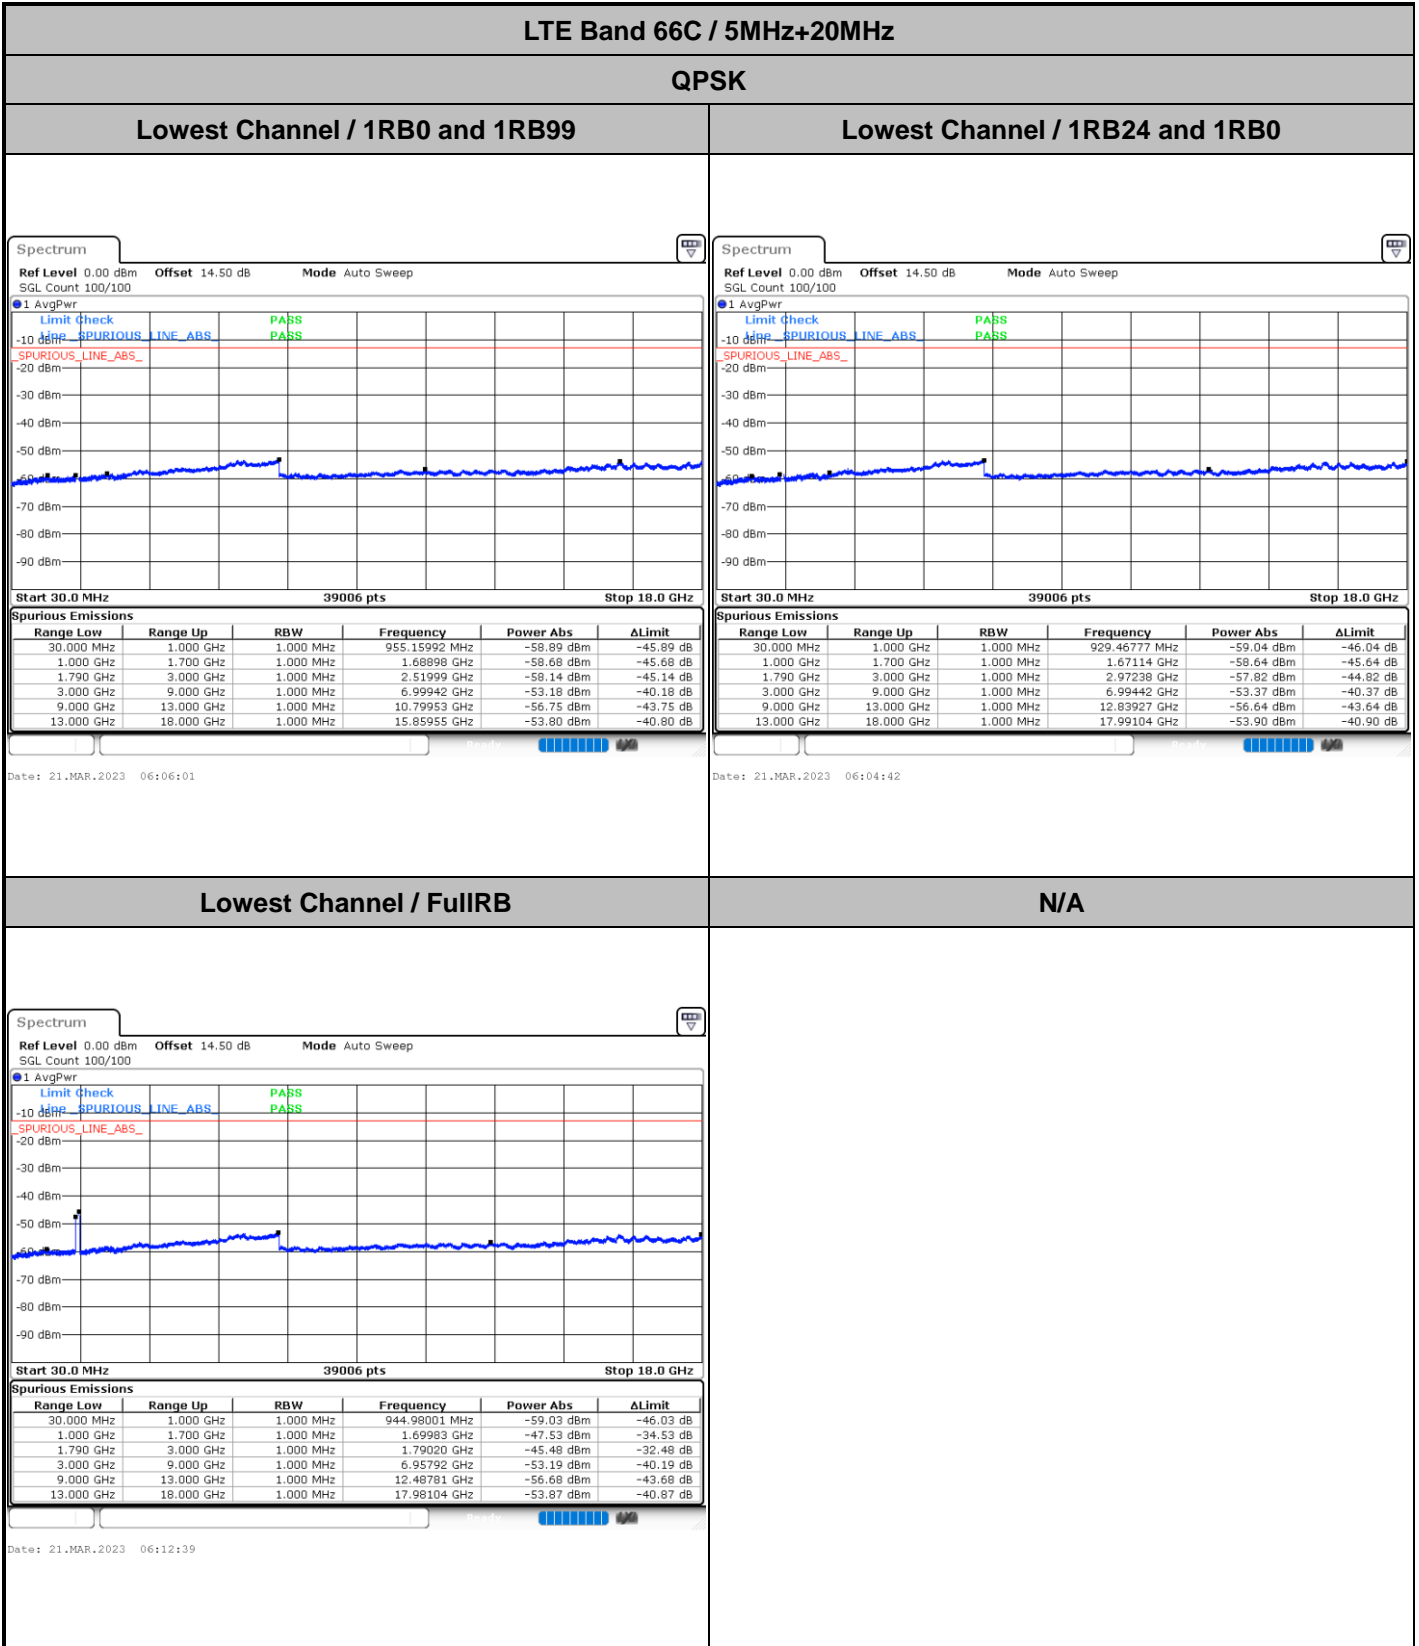 LTE Band 66C / 5MHz+20MHz
QPSK
Lowest Channel / 1RB0 and 1RB99
Lowest Channel / 1RB24 and 1RB0
Spectrum
Ref Level 0.00 dBm Offset 14.50 dB Mode Auto Sweep
SGL Count 100/100
1 AvgPwr
Limit Check PASS
Line _SPURIOUS_LINE_ABS_ PASS
-10 dBm
_SPURIOUS_LINE_ABS_
-20 dBm
-30 dBm
-40 dBm
-50 dBm
-60 dBm
-70 dBm
-80 dBm
-90 dBm
Start 30.0 MHz 39006 pts Stop 18.0 GHz
Spurious Emissions
Range Low Range Up RBW Frequency Power Abs ΔLimit
30.000 MHz 1.000 GHz 1.000 MHz 955.15992 MHz -58.89 dBm -45.89 dB
1.000 GHz 1.700 GHz 1.000 MHz 1.68898 GHz -58.68 dBm -45.68 dB
1.790 GHz 3.000 GHz 1.000 MHz 2.51999 GHz -58.14 dBm -45.14 dB
3.000 GHz 9.000 GHz 1.000 MHz 6.99942 GHz -53.18 dBm -40.18 dB
9.000 GHz 13.000 GHz 1.000 MHz 10.79953 GHz -56.75 dBm -43.75 dB
13.000 GHz 18.000 GHz 1.000 MHz 15.85955 GHz -53.80 dBm -40.80 dB
Ready
Date: 21.MAR.2023 06:06:01
Spectrum
Ref Level 0.00 dBm Offset 14.50 dB Mode Auto Sweep
SGL Count 100/100
1 AvgPwr
Limit Check PASS
Line _SPURIOUS_LINE_ABS_ PASS
-10 dBm
_SPURIOUS_LINE_ABS_
-20 dBm
-30 dBm
-40 dBm
-50 dBm
-60 dBm
-70 dBm
-80 dBm
-90 dBm
Start 30.0 MHz 39006 pts Stop 18.0 GHz
Spurious Emissions
Range Low Range Up RBW Frequency Power Abs ΔLimit
30.000 MHz 1.000 GHz 1.000 MHz 929.46777 MHz -59.04 dBm -46.04 dB
1.000 GHz 1.700 GHz 1.000 MHz 1.67114 GHz -58.64 dBm -45.64 dB
1.790 GHz 3.000 GHz 1.000 MHz 2.97238 GHz -57.82 dBm -44.82 dB
3.000 GHz 9.000 GHz 1.000 MHz 6.99442 GHz -53.37 dBm -40.37 dB
9.000 GHz 13.000 GHz 1.000 MHz 12.83927 GHz -56.64 dBm -43.64 dB
13.000 GHz 18.000 GHz 1.000 MHz 17.99104 GHz -53.90 dBm -40.90 dB
Ready
Date: 21.MAR.2023 06:04:42
Lowest Channel / FullRB
N/A
Spectrum
Ref Level 0.00 dBm Offset 14.50 dB Mode Auto Sweep
SGL Count 100/100
1 AvgPwr
Limit Check PASS
Line _SPURIOUS_LINE_ABS_ PASS
-10 dBm
_SPURIOUS_LINE_ABS_
-20 dBm
-30 dBm
-40 dBm
-50 dBm
-60 dBm
-70 dBm
-80 dBm
-90 dBm
Start 30.0 MHz 39006 pts Stop 18.0 GHz
Spurious Emissions
Range Low Range Up RBW Frequency Power Abs ΔLimit
30.000 MHz 1.000 GHz 1.000 MHz 944.98001 MHz -59.03 dBm -46.03 dB
1.000 GHz 1.700 GHz 1.000 MHz 1.69983 GHz -47.53 dBm -34.53 dB
1.790 GHz 3.000 GHz 1.000 MHz 1.79020 GHz -45.48 dBm -32.48 dB
3.000 GHz 9.000 GHz 1.000 MHz 6.95792 GHz -53.19 dBm -40.19 dB
9.000 GHz 13.000 GHz 1.000 MHz 12.48781 GHz -56.68 dBm -43.68 dB
13.000 GHz 18.000 GHz 1.000 MHz 17.98104 GHz -53.87 dBm -40.87 dB
Ready
Date: 21.MAR.2023 06:12:39